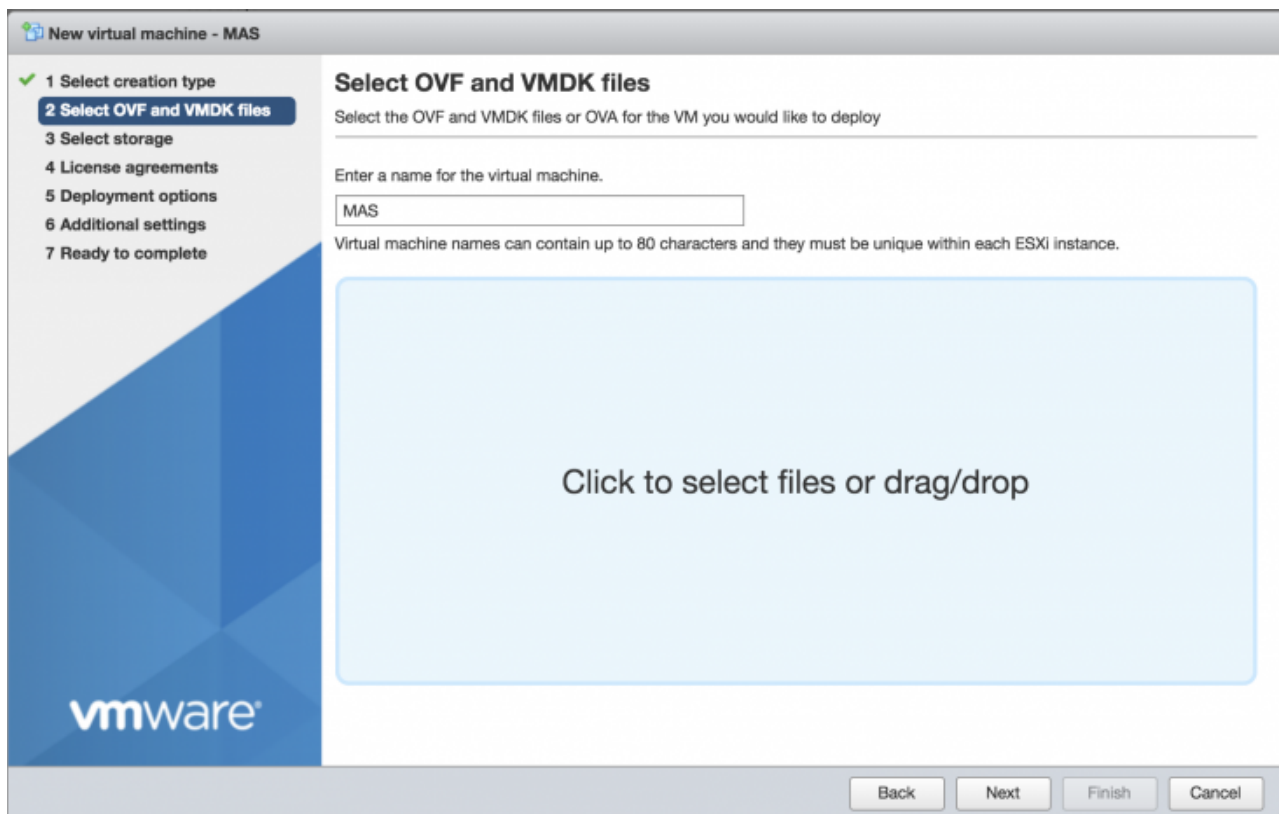 New virtual machine - MAS
1 Select creation type
2 Select OVF and VMDK files
3 Select storage
4 License agreements
5 Deployment options
6 Additional settings
7 Ready to complete
vmware®
Select OVF and VMDK files
Select the OVF and VMDK files or OVA for the VM you would like to deploy
Enter a name for the virtual machine.
MAS
Virtual machine names can contain up to 80 characters and they must be unique within each ESXi instance.
Click to select files or drag/drop
Back Next Finish Cancel